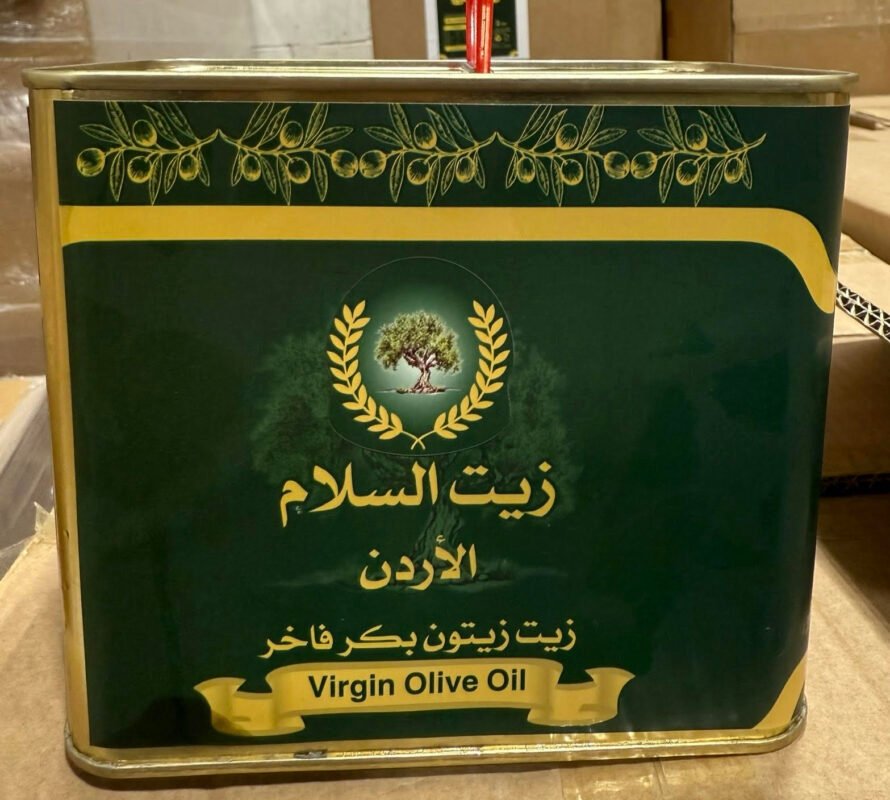 زيت السلام
الأردن
زيت زيتون بكر فاخر
Virgin Olive Oil